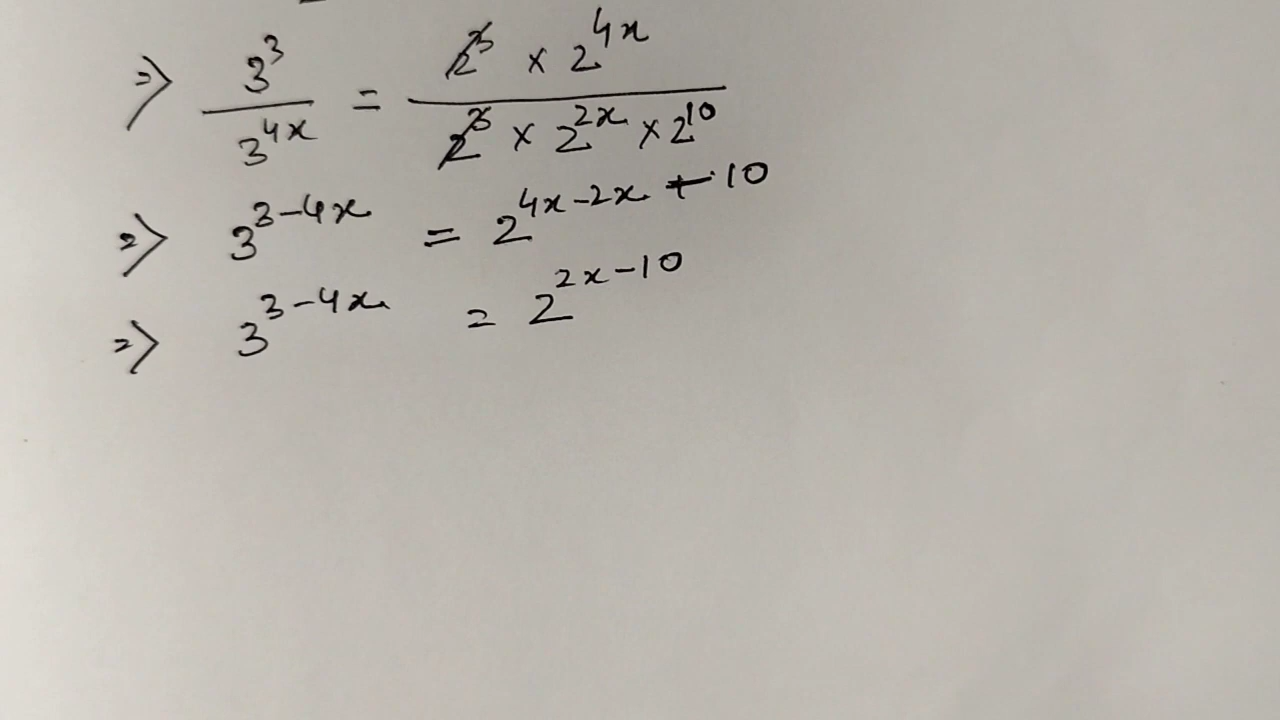 => 3^3 / 3^{4x} = 2^3 × 2^{4x} / 2^3 × 2^{2x} × 2^{10}
=> 3^{3-4x} = 2^{4x-2x-10}
=> 3^{3-4x} = 2^{2x-10}